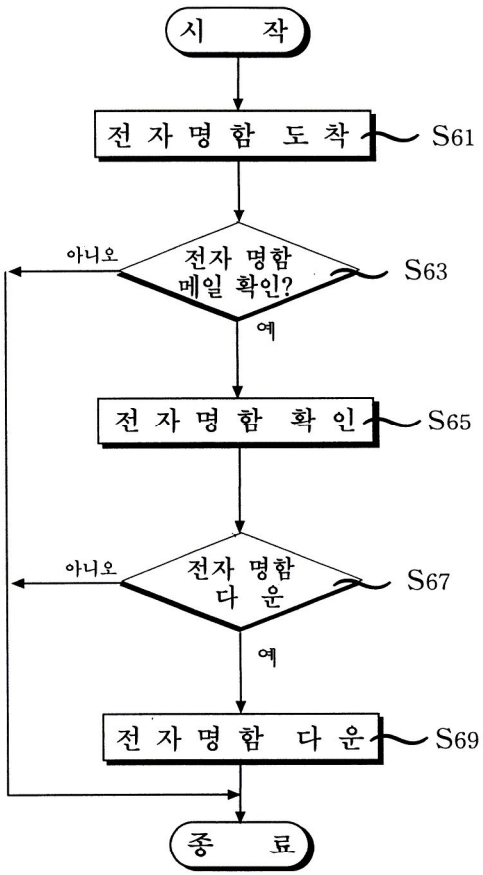 시 작
전 자 명 함 도 착 S61
아니오
전자 명함 S63
메일 확인?
예
전 자 명 함 확 인 S65
아니오
전자 명함 S67
다 운
예
전 자 명 함 다 운 S69
종 료